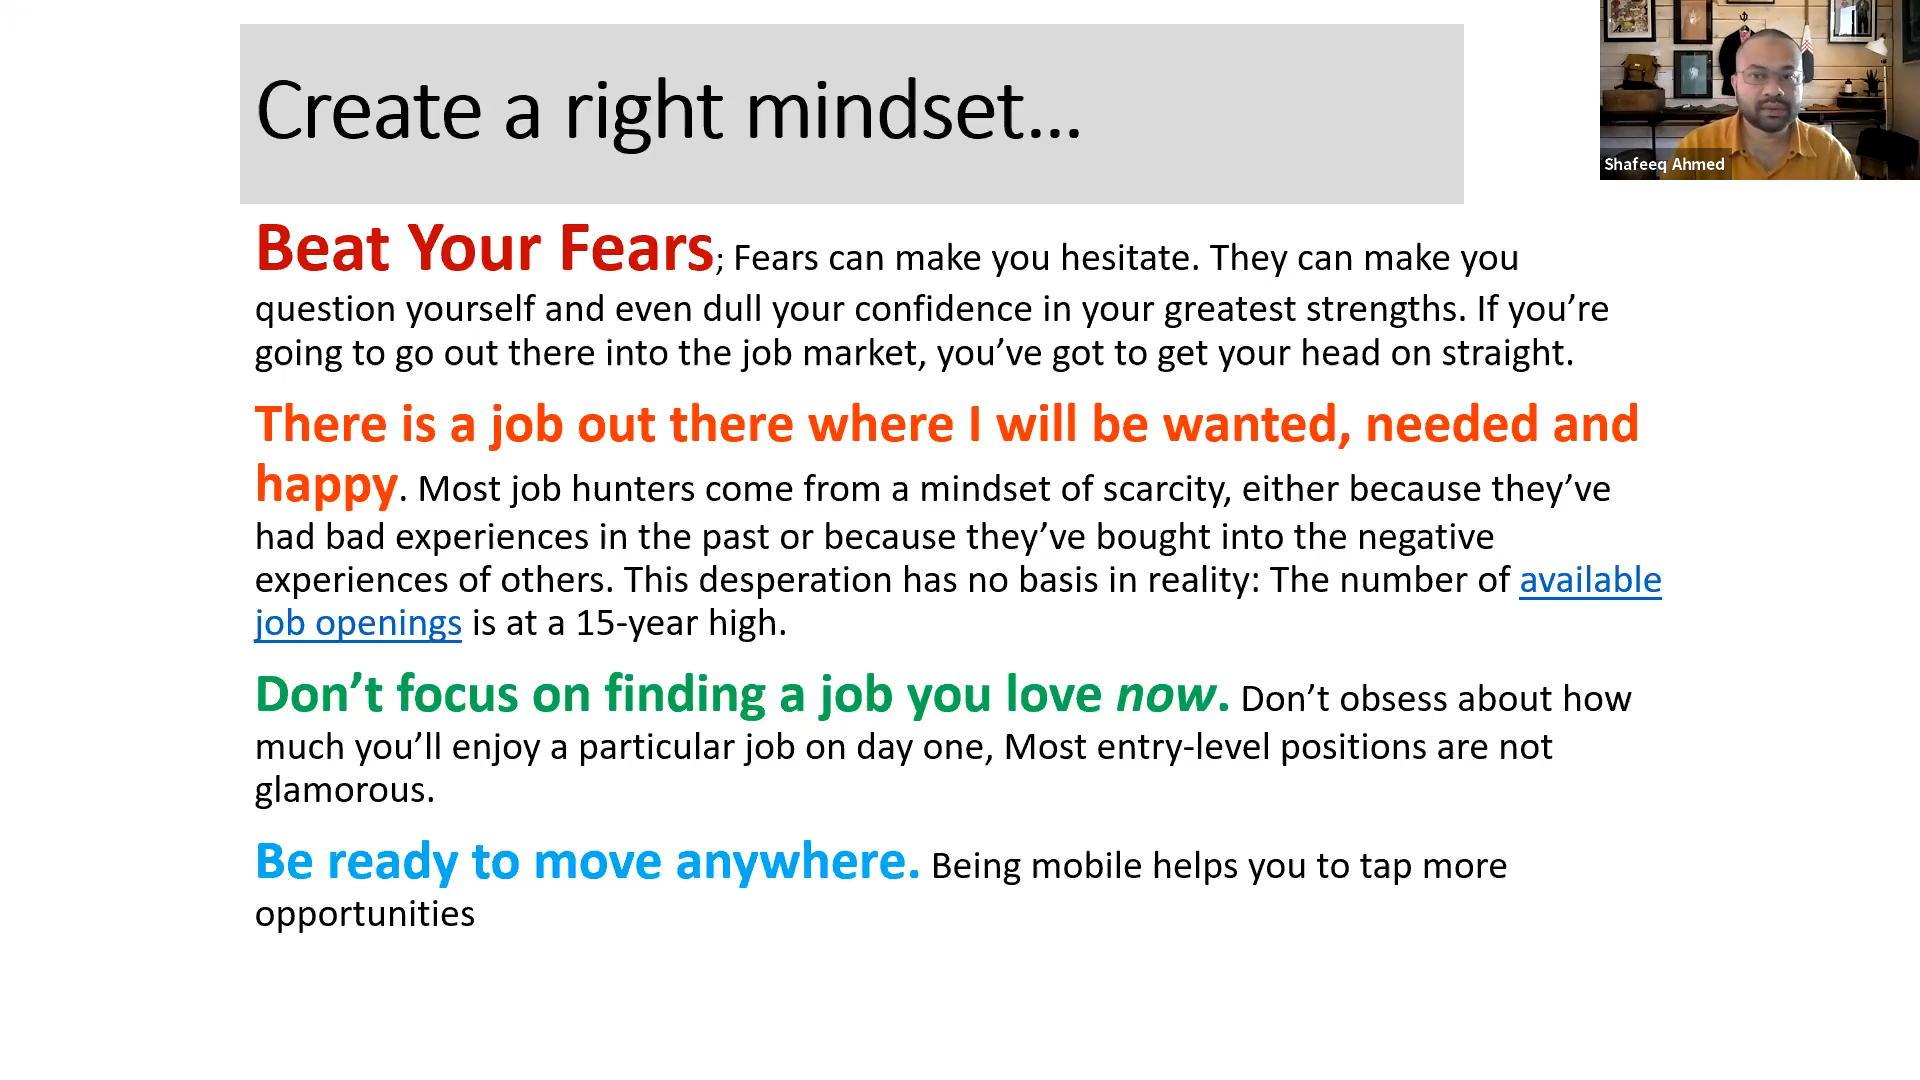 Create a right mindset...
Shafeeq Ahmed
Beat Your Fears; Fears can make you hesitate. They can make you
question yourself and even dull your confidence in your greatest strengths. If you’re
going to go out there into the job market, you’ve got to get your head on straight.
There is a job out there where I will be wanted, needed and
happy. Most job hunters come from a mindset of scarcity, either because they’ve
had bad experiences in the past or because they’ve bought into the negative
experiences of others. This desperation has no basis in reality: The number of available
job openings is at a 15-year high.
Don’t focus on finding a job you love now. Don’t obsess about how
much you’ll enjoy a particular job on day one, Most entry-level positions are not
glamorous.
Be ready to move anywhere. Being mobile helps you to tap more
opportunities